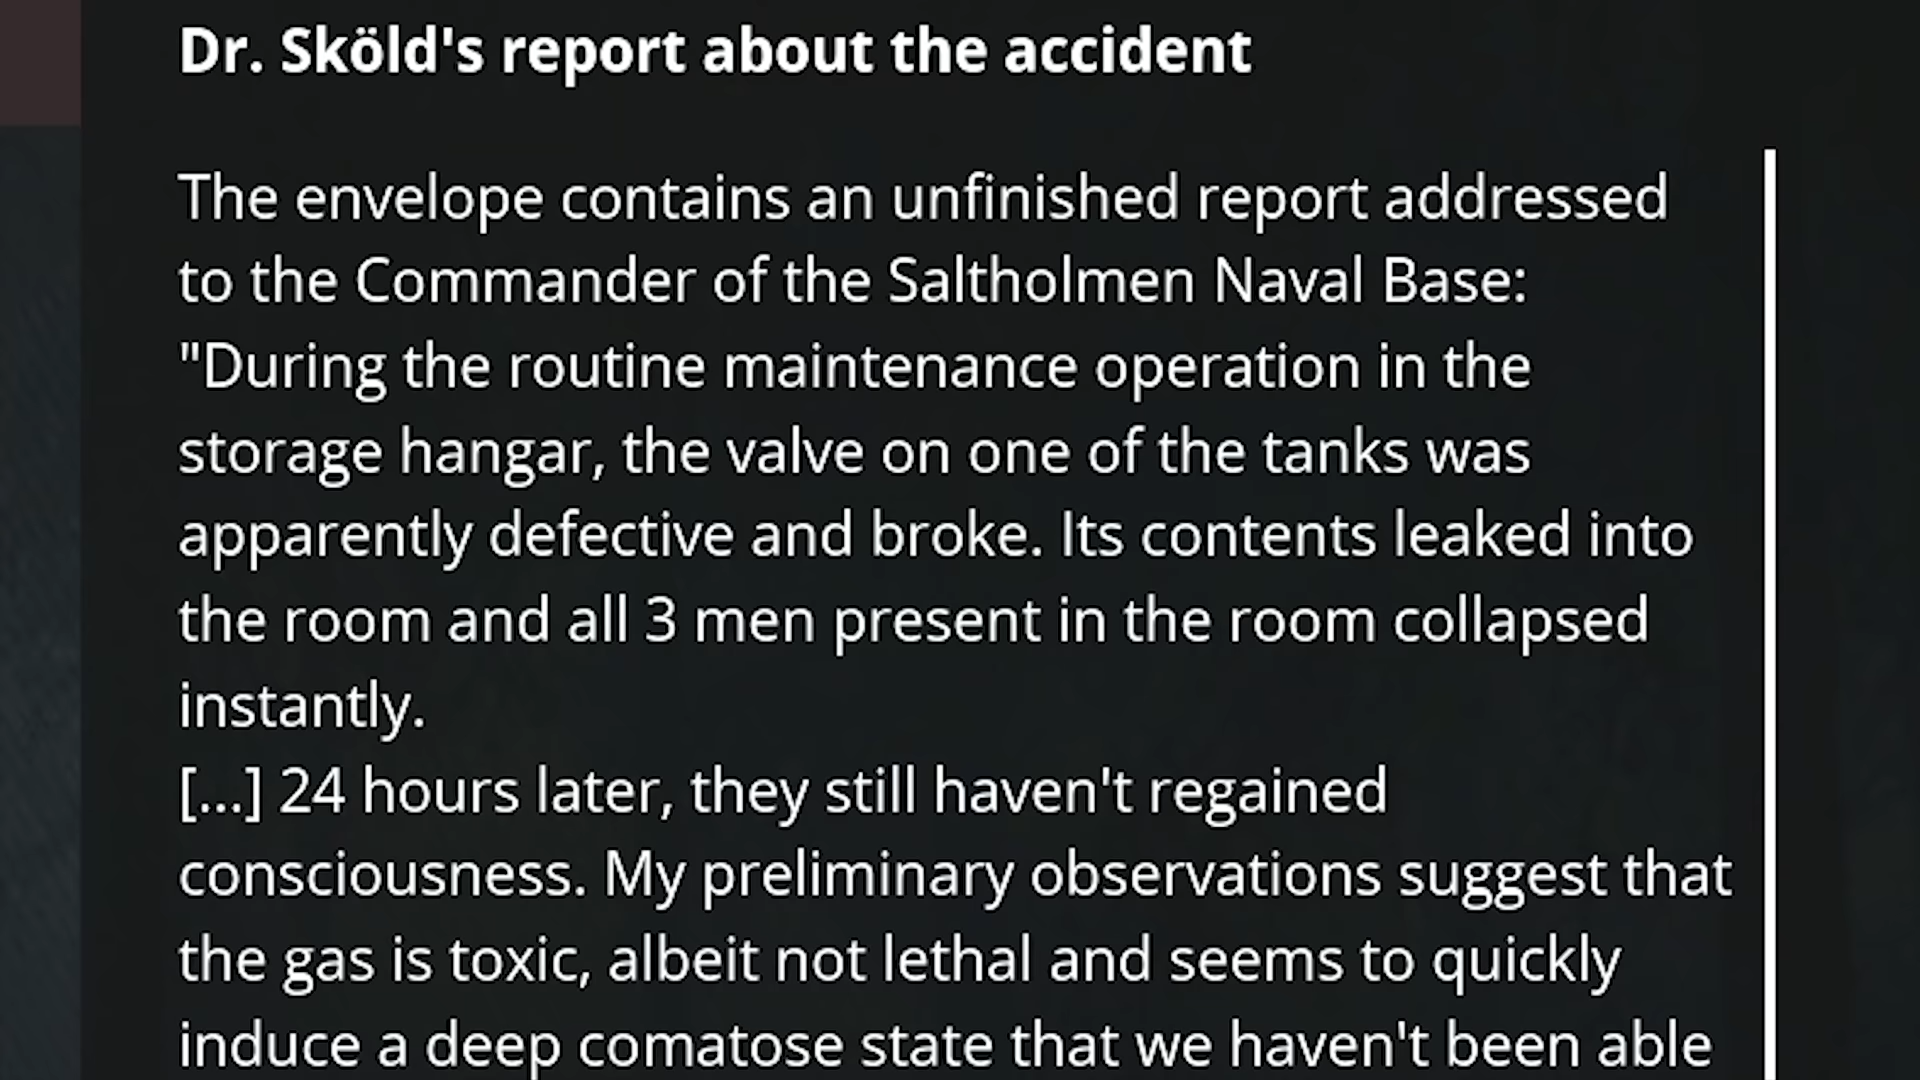 Dr. Sköld's report about the accident
The envelope contains an unfinished report addressed
to the Commander of the Saltholmen Naval Base:
"During the routine maintenance operation in the
storage hangar, the valve on one of the tanks was
apparently defective and broke. Its contents leaked into
the room and all 3 men present in the room collapsed
instantly.
[...] 24 hours later, they still haven't regained
consciousness. My preliminary observations suggest that
the gas is toxic, albeit not lethal and seems to quickly
induce a deep comatose state that we haven't been able